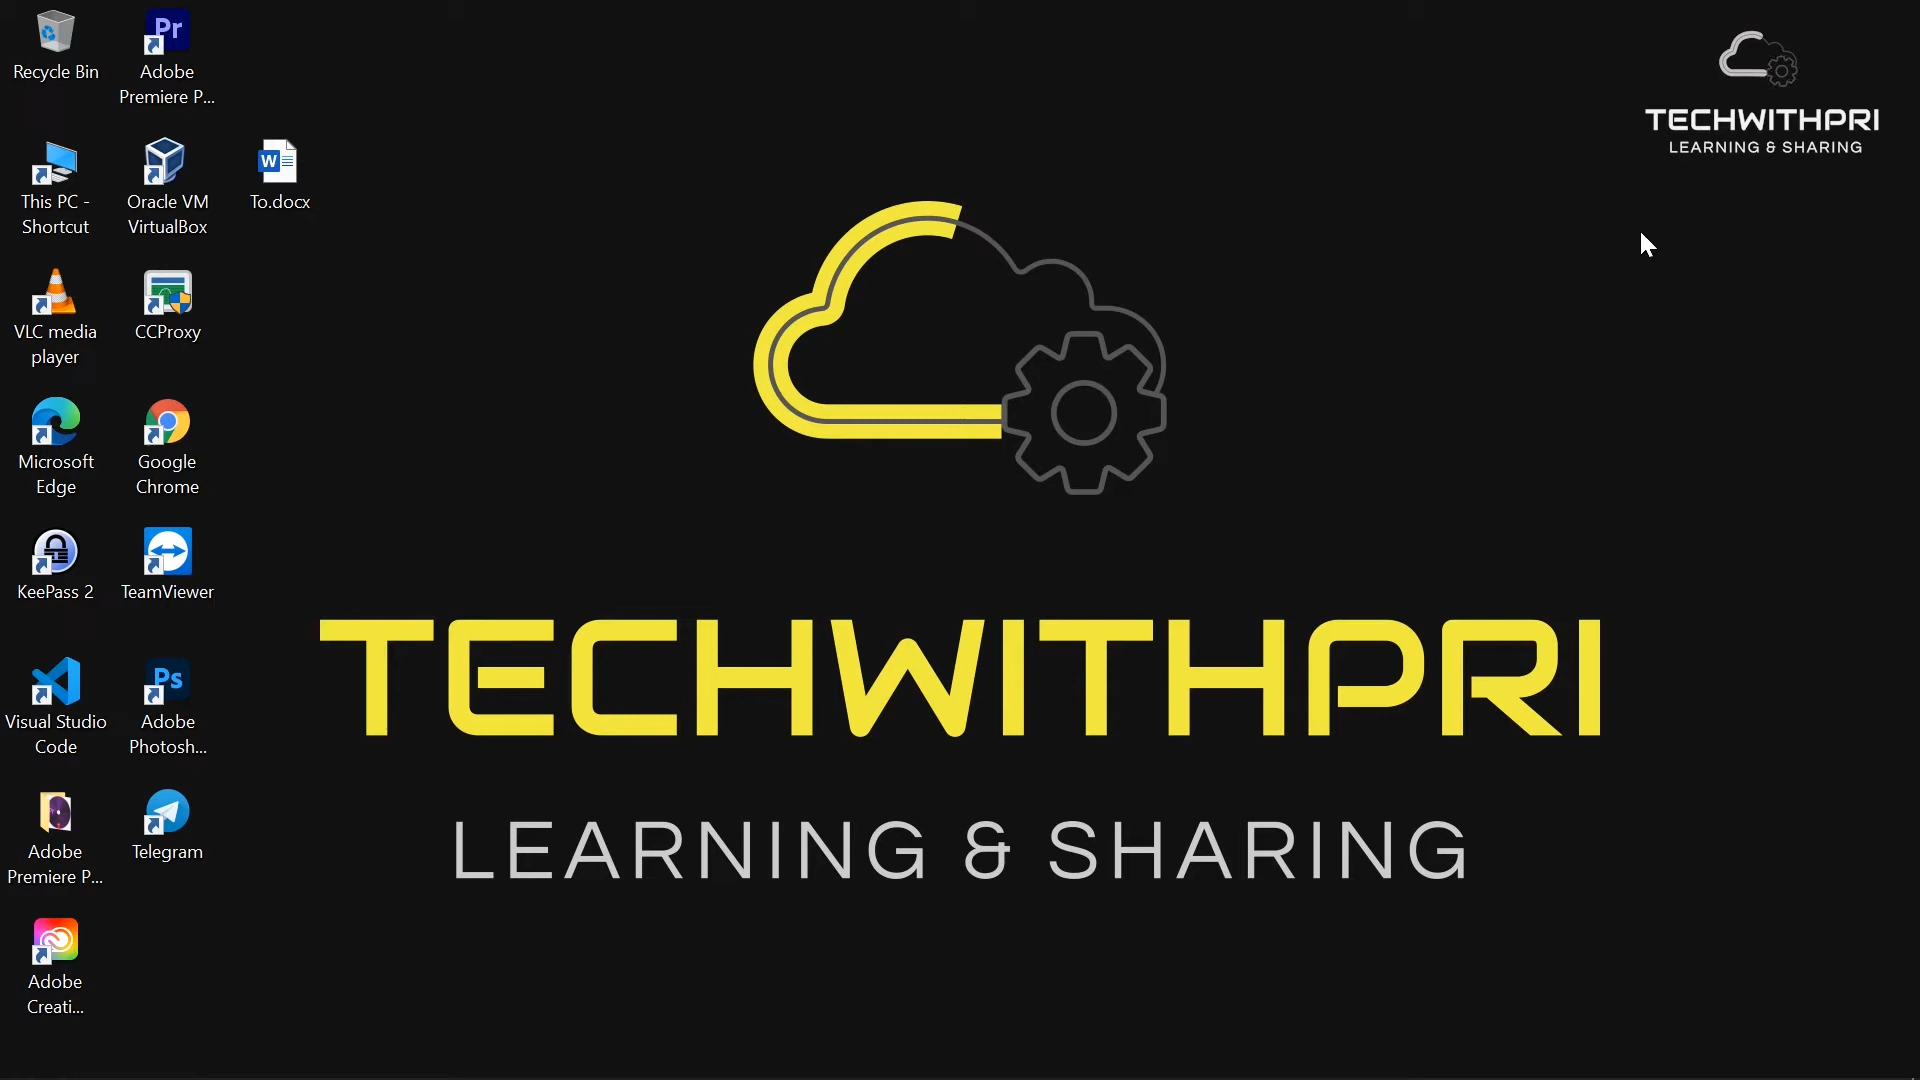 Recycle Bin
Adobe
Premiere P...
This PC -
Shortcut
Oracle VM
VirtualBox
To.docx
VLC media
player
CCProxy
Microsoft
Edge
Google
Chrome
KeePass 2
TeamViewer
Visual Studio
Code
Adobe
Photosh...
Adobe
Premiere P...
Telegram
Adobe
Creati...
Pr
W
Ps
TECHWITHPRI
LEARNING & SHARING
TECHWITHPRI
LEARNING & SHARING